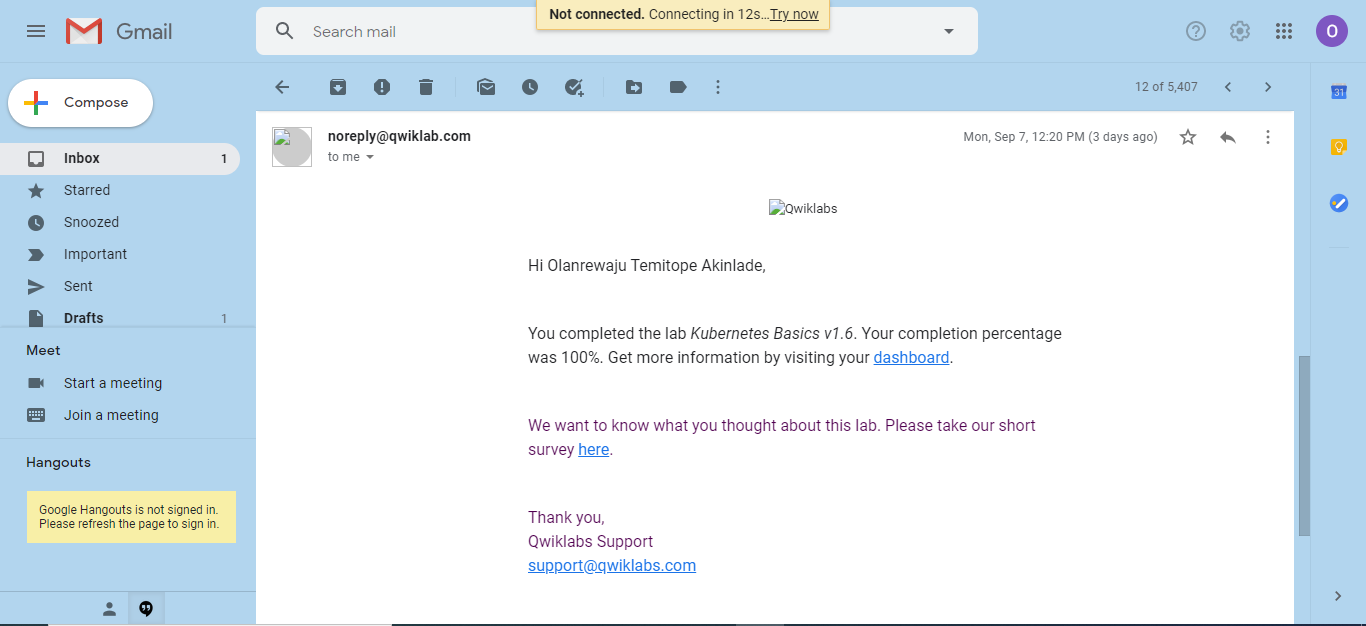 Not connected. Connecting in 12s... Try now
Gmail
Search mail
O
Compose
12 of 5,407
31
Inbox 1
Starred
Snoozed
Important
Sent
Drafts 1
Meet
Start a meeting
Join a meeting
Hangouts
Google Hangouts is not signed in.
Please refresh the page to sign in.
noreply@qwiklab.com
to me
Mon, Sep 7, 12:20 PM (3 days ago)
Qwiklabs
Hi Olanrewaju Temitope Akinlade,
You completed the lab Kubernetes Basics v1.6. Your completion percentage
was 100%. Get more information by visiting your dashboard.
We want to know what you thought about this lab. Please take our short
survey here.
Thank you,
Qwiklabs Support
support@qwiklabs.com